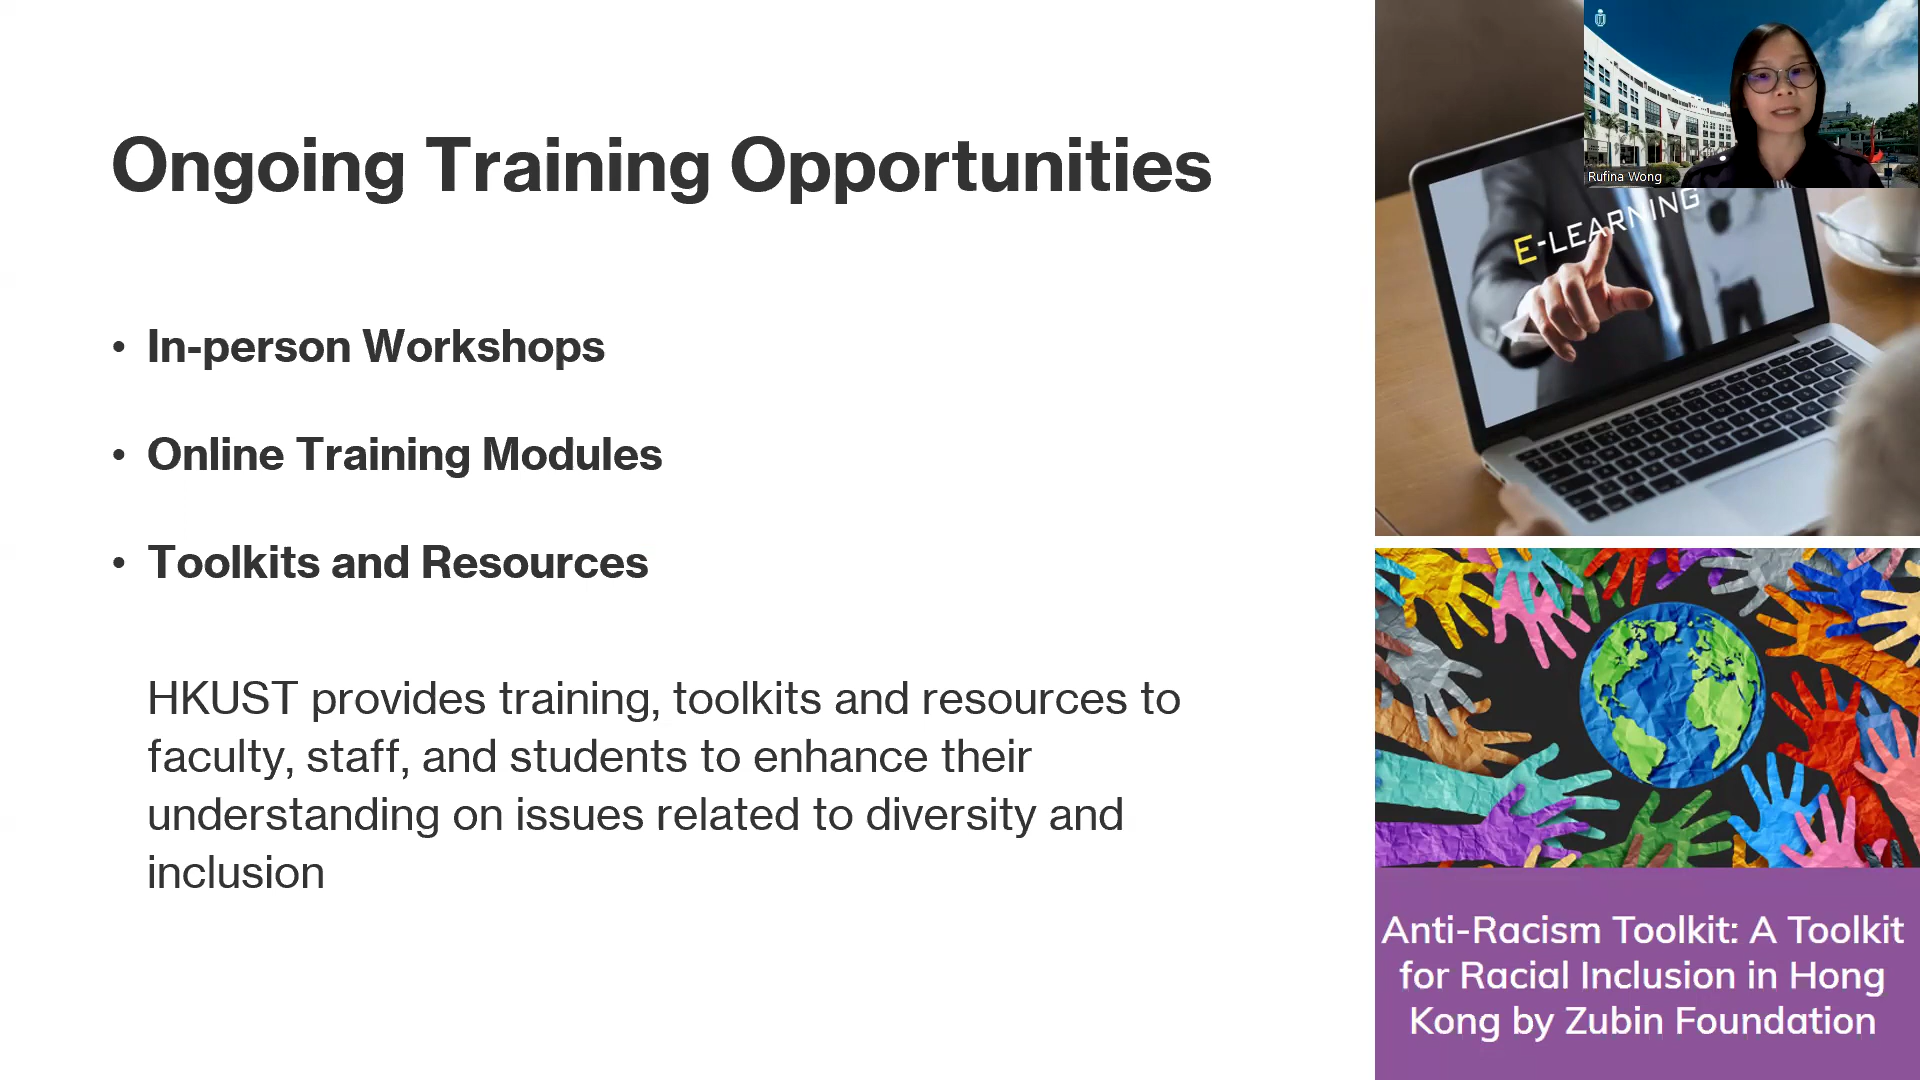 Ongoing Training Opportunities
• In-person Workshops
• Online Training Modules
• Toolkits and Resources
HKUST provides training, toolkits and resources to
faculty, staff, and students to enhance their
understanding on issues related to diversity and
inclusion
Rufina Wong
E-LEARNING
Anti-Racism Toolkit: A Toolkit
for Racial Inclusion in Hong
Kong by Zubin Foundation